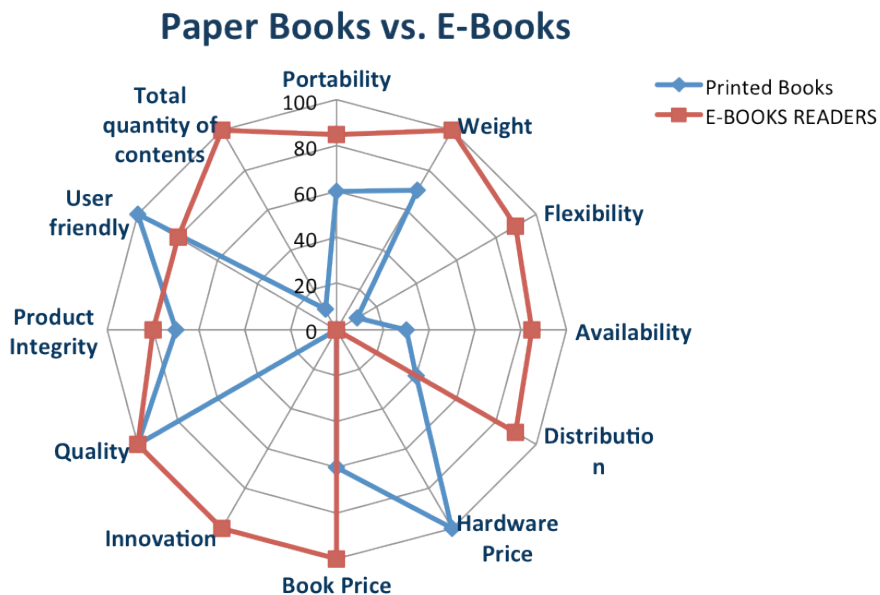 Paper Books vs. E-Books
Printed Books
E-BOOKS READERS
Portability
Weight
Flexibility
Availability
Distributio
n
Hardware
Price
Book Price
Innovation
Quality
Product
Integrity
User
friendly
Total
quantity of
contents
100
80
60
40
20
0